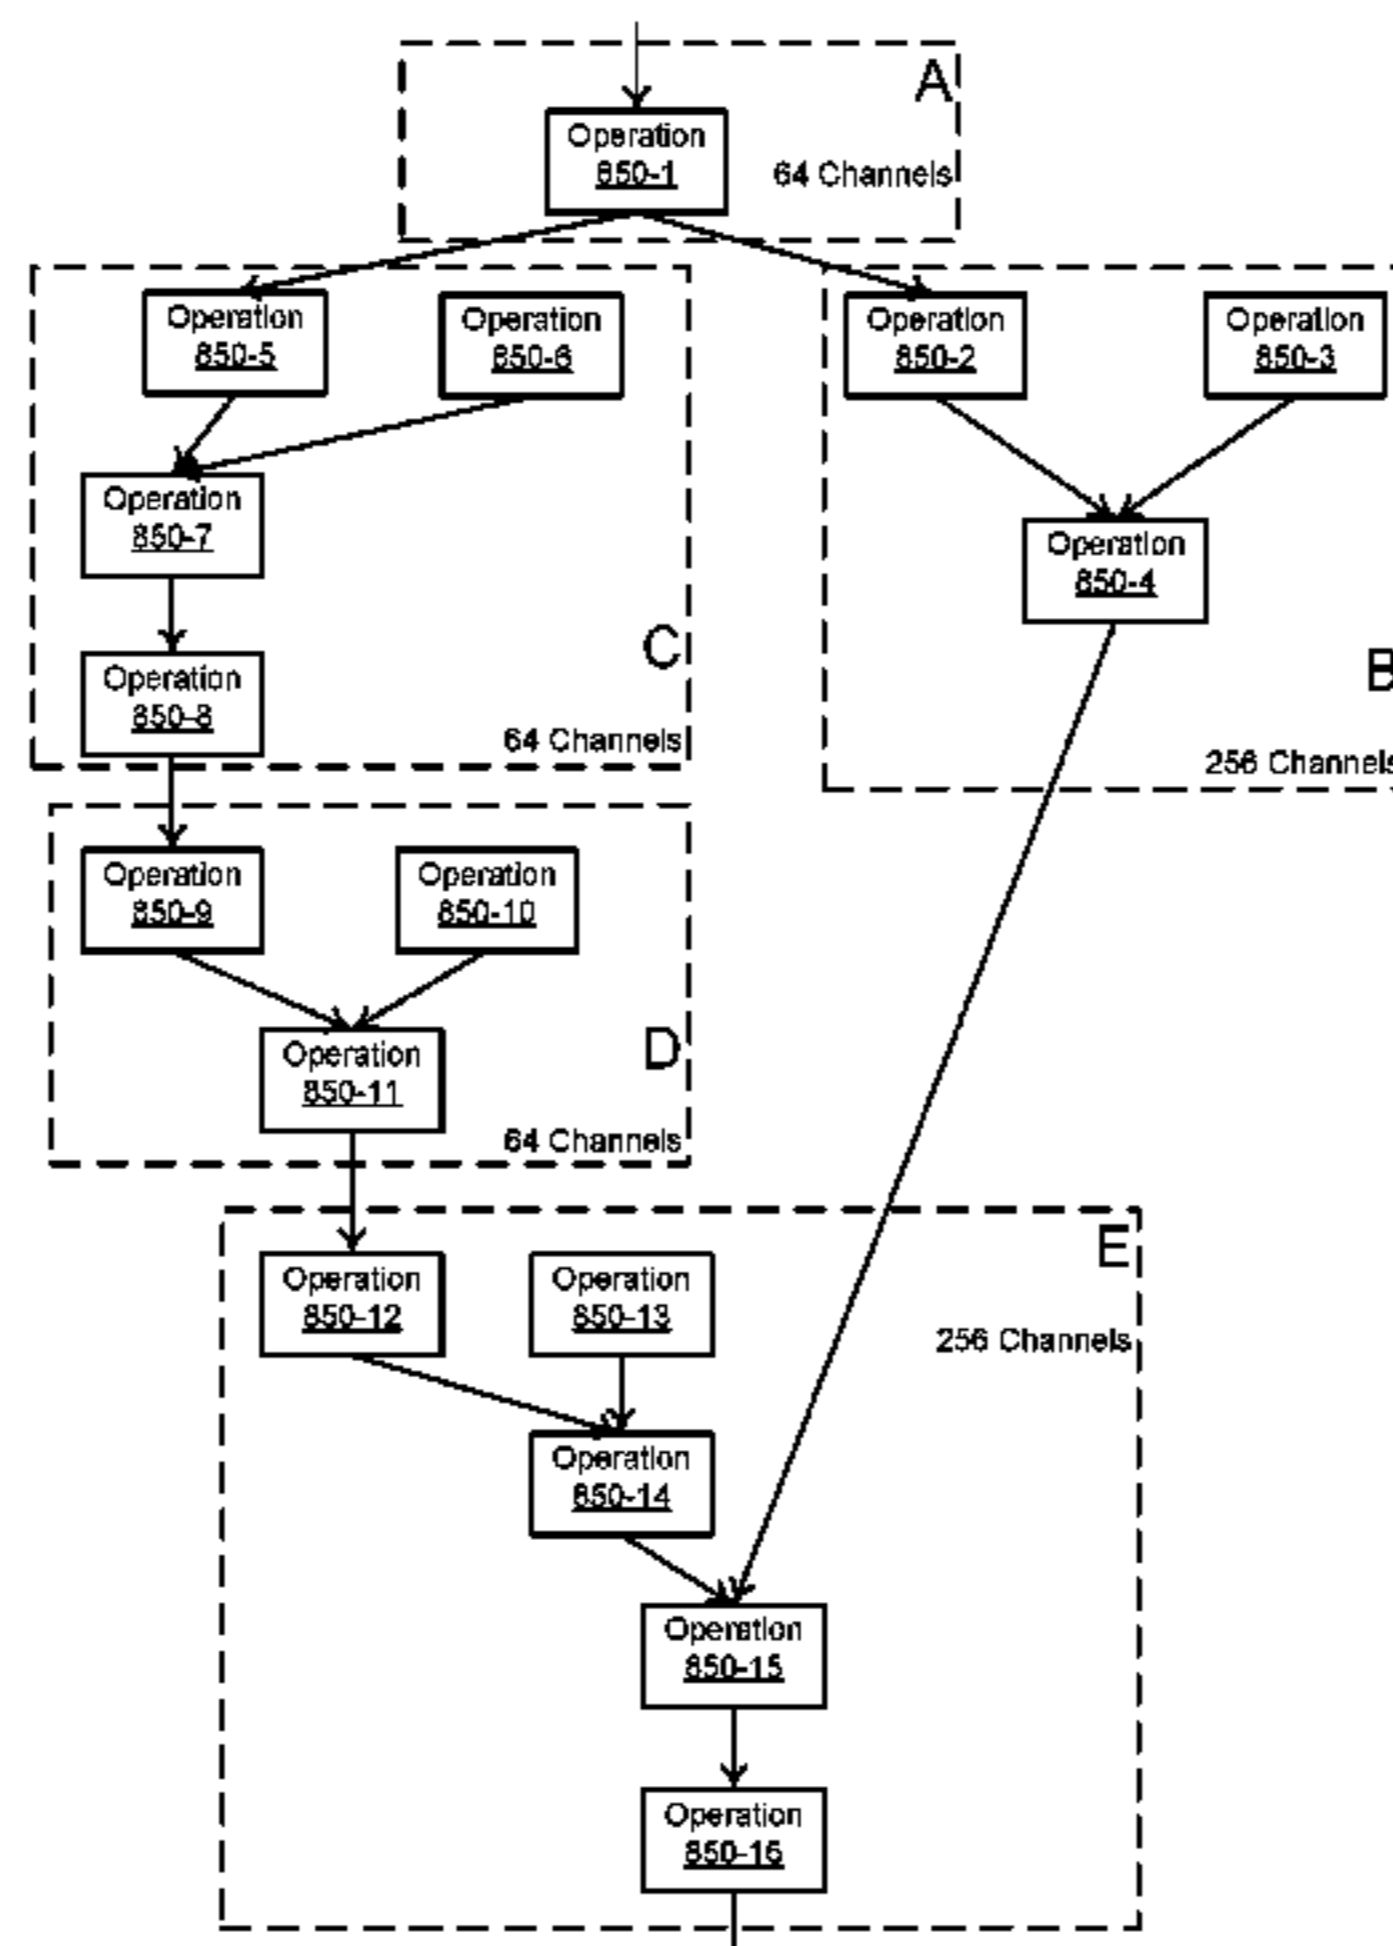 A
Operation
850-1
64 Channels
Operation
850-5
Operation
850-6
Operation
850-2
Operation
850-3
Operation
850-7
Operation
850-4
Operation
850-8
C
64 Channels
B
256 Channels
Operation
850-9
Operation
850-10
Operation
850-11
D
64 Channels
E
Operation
850-12
Operation
850-13
256 Channels
Operation
850-14
Operation
850-15
Operation
850-16